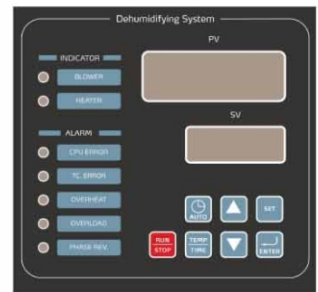 Dehumidifying System
PV
INDICATOR
BLOWER
HEATER
SV
ALARM
CPU ERROR
TC. ERROR
OVERHEAT
OVERLOAD
PHASE REV.
AUTO
SET
RUN
STOP
TEMP
TIME
ENTER